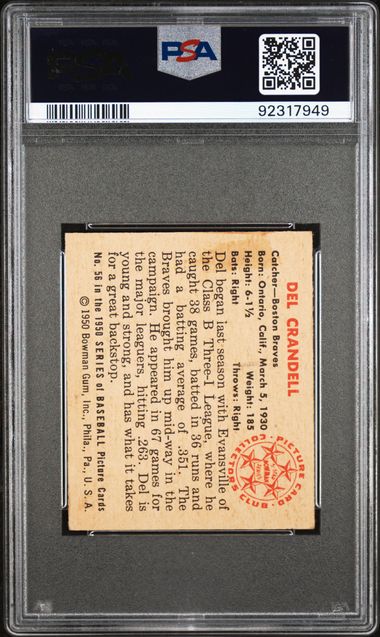 PSA
92317949
DEL CRANDELL
Catcher—Boston Braves
Born: Ontario, Calif., March 5, 1930
Height: 6-1½ Weight: 185
Bats: Right Throws: Right
Del began last season with Evansville of
the Class B Three-I League, where he
caught 38 games, batted in 36 runs and
had a batting average of .351. The
Braves brought him up mid-way in the
campaign. He appeared in 67 games for
the major leaguers, hitting .263. Del is
young and strong, and has what it takes
for a great backstop.
No. 56 in the 1950 SERIES of BASEBALL Picture Cards
© 1950 Bowman Gum, Inc., Phila., Pa., U. S. A.
PICTURE CARD
COLLECTORS CLUB